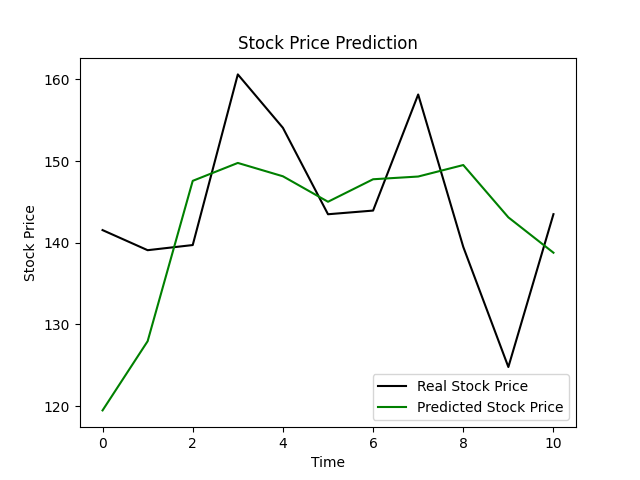 Stock Price Prediction
160
150
140
130
120
Stock Price
0 2 4 6 8 10
Time
Real Stock Price
Predicted Stock Price